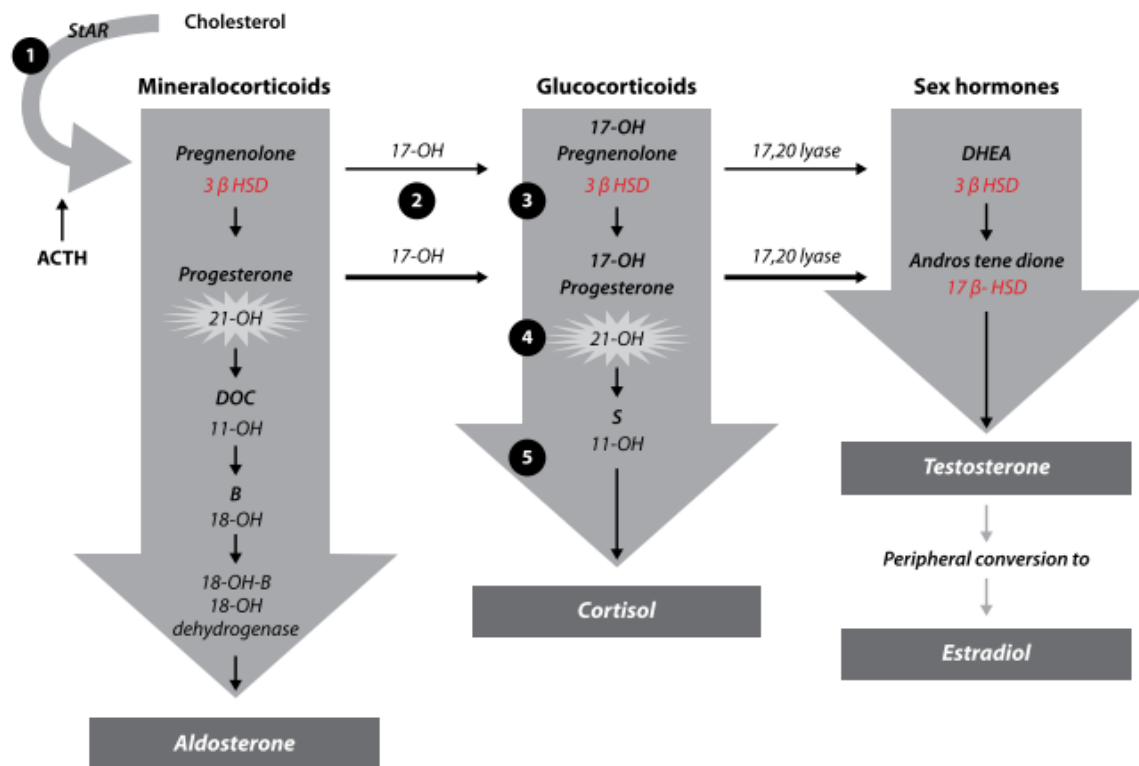 Cholesterol
StAR
1
Mineralocorticoids
Glucocorticoids
Sex hormones
Pregnenolone
3 β HSD
17-OH
2
17-OH
Pregnenolone
3 β HSD
3
17,20 lyase
DHEA
3 β HSD
ACTH
Progesterone
17-OH
17-OH
Progesterone
17,20 lyase
Andros tene dione
17 β- HSD
21-OH
4
21-OH
DOC
11-OH
S
11-OH
5
B
18-OH
18-OH-B
18-OH
dehydrogenase
Aldosterone
Cortisol
Testosterone
Peripheral conversion to
Estradiol